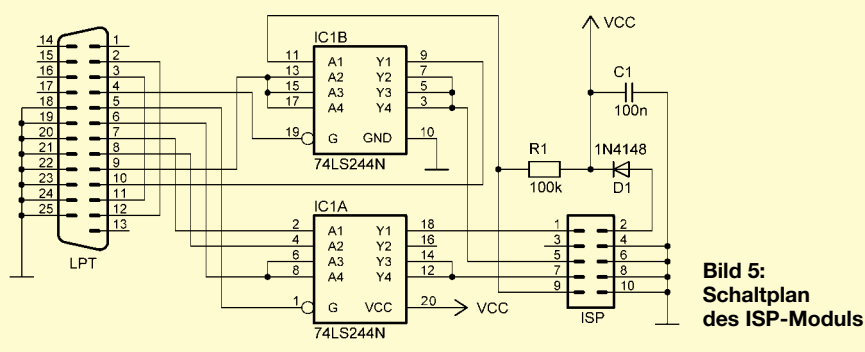 14
15
16
17
18
19
20
21
22
23
24
25
1
2
3
4
5
6
7
8
9
10
11
12
13
LPT
IC1B
11 A1 Y1 9
13 A2 Y2 7
15 A3 Y3 5
17 A4 Y4 3
19 G GND 10
74LS244N
IC1A
2 A1 Y1 18
4 A2 Y2 16
6 A3 Y3 14
8 A4 Y4 12
1 G VCC 20
VCC
74LS244N
VCC
C1
100n
R1
100k
1N4148
D1
1 2
3 4
5 6
7 8
9 10
ISP
Bild 5:
Schaltplan
des ISP-Moduls